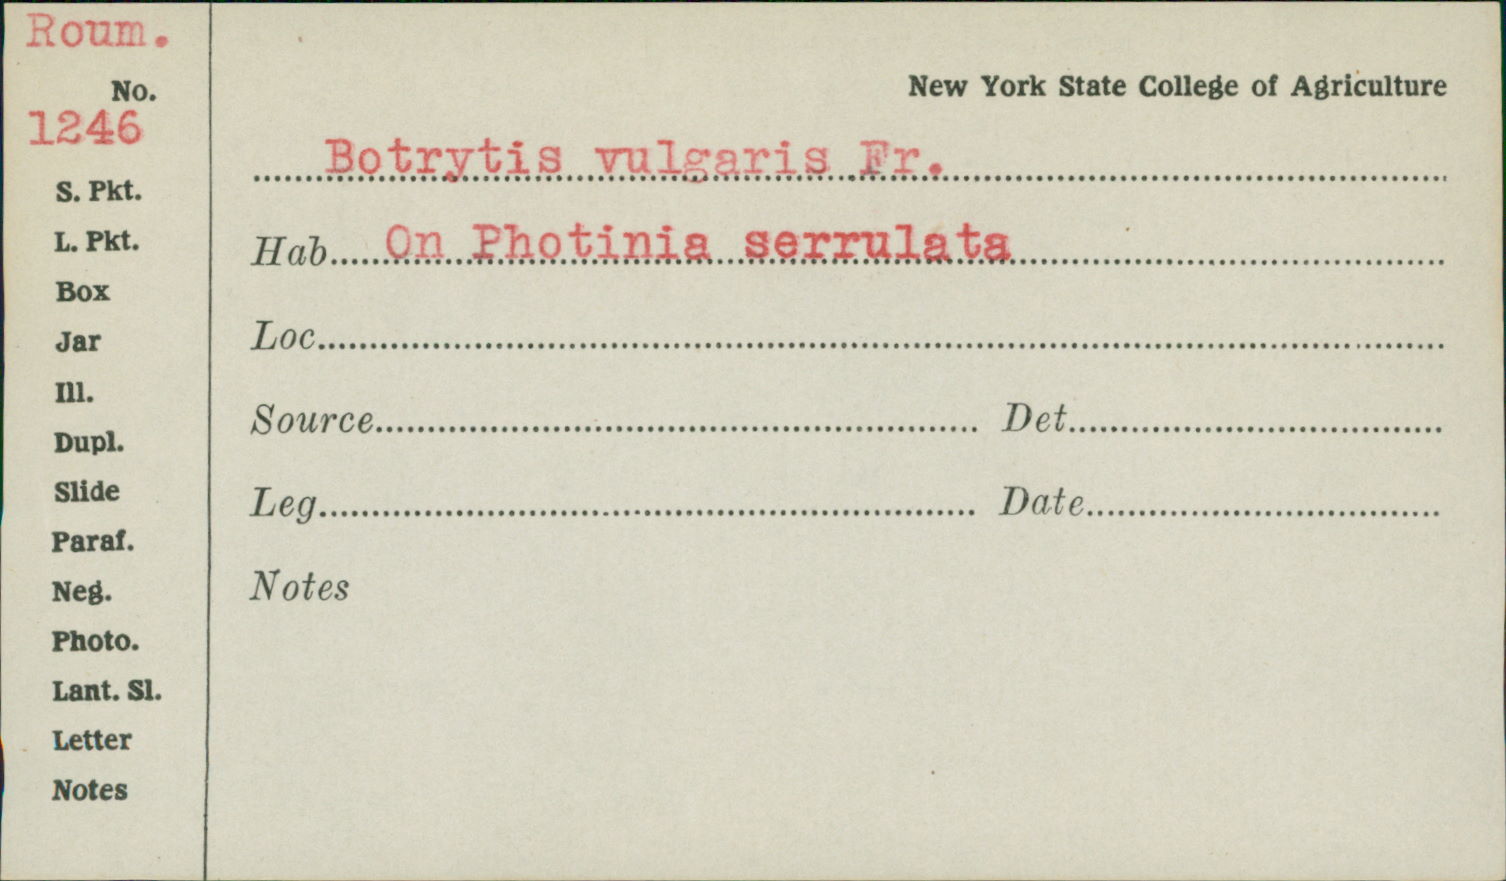 Roum.
No.
1246
S. Pkt.
L. Pkt.
Box
Jar
Ill.
Dupl.
Slide
Paraf.
Neg.
Photo.
Lant. Sl.
Letter
Notes
New York State College of Agriculture
Botrytis vulgaris Fr.
Hab. On Photinia serrulata
Loc.
Source Det.
Leg. Date
Notes